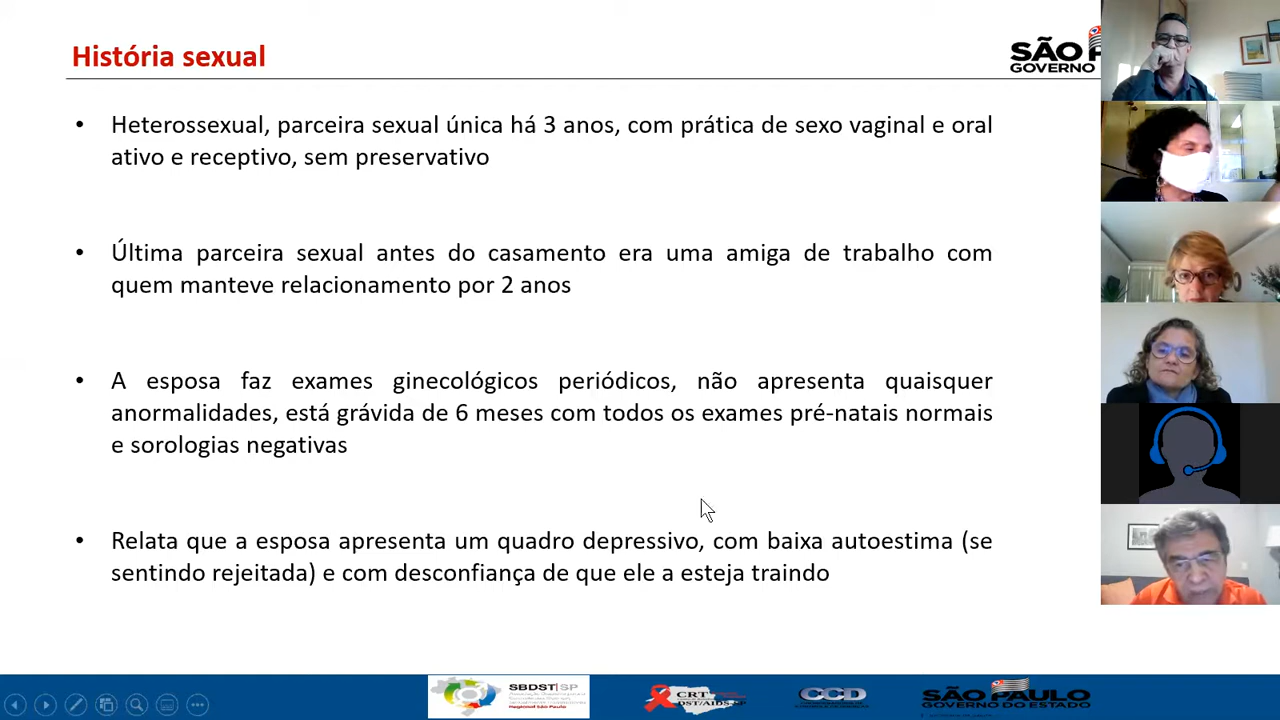 História sexual
SÃO P
GOVERNO
• Heterossexual, parceira sexual única há 3 anos, com prática de sexo vaginal e oral
ativo e receptivo, sem preservativo
• Última parceira sexual antes do casamento era uma amiga de trabalho com
quem manteve relacionamento por 2 anos
• A esposa faz exames ginecológicos periódicos, não apresenta quaisquer
anormalidades, está grávida de 6 meses com todos os exames pré-natais normais
e sorologias negativas
• Relata que a esposa apresenta um quadro depressivo, com baixa autoestima (se
sentindo rejeitada) e com desconfiança de que ele a esteja traindo
SBDST|SP
Regional São Paulo
CRT
DST/AIDS.SP
CCD
SÃO PAULO
GOVERNO DO ESTADO